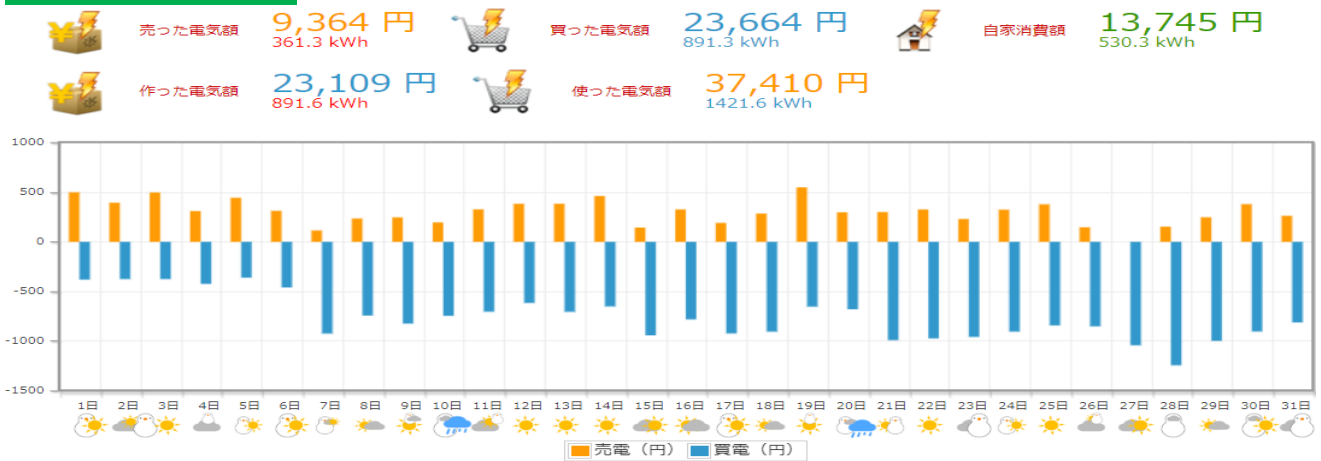 売った電気額 9,364 円 361.3 kWh
買った電気額 23,664 円 891.3 kWh
自家消費額 13,745 円 530.3 kWh
作った電気額 23,109 円 891.6 kWh
使った電気額 37,410 円 1421.6 kWh
1000
500
0
-500
-1000
-1500
1日 2日 3日 4日 5日 6日 7日 8日 9日 10日 11日 12日 13日 14日 15日 16日 17日 18日 19日 20日 21日 22日 23日 24日 25日 26日 27日 28日 29日 30日 31日
売電（円） 買電（円）